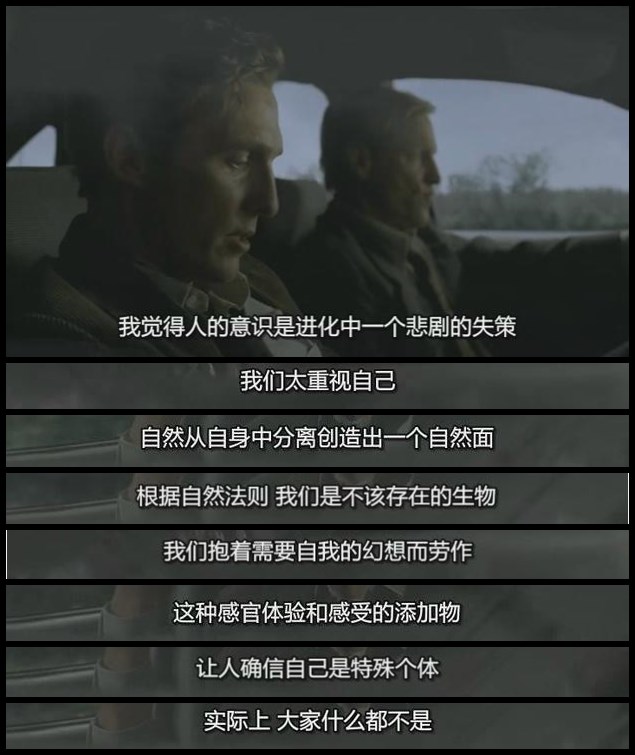 我觉得人的意识是进化中一个悲剧的失策
我们太重视自己
自然从自身中分离创造出一个自然面
根据自然法则 我们是不该存在的生物
我们抱着需要自我的幻想而劳作
这种感官体验和感受的添加物
让人确信自己是特殊个体
实际上 大家什么都不是